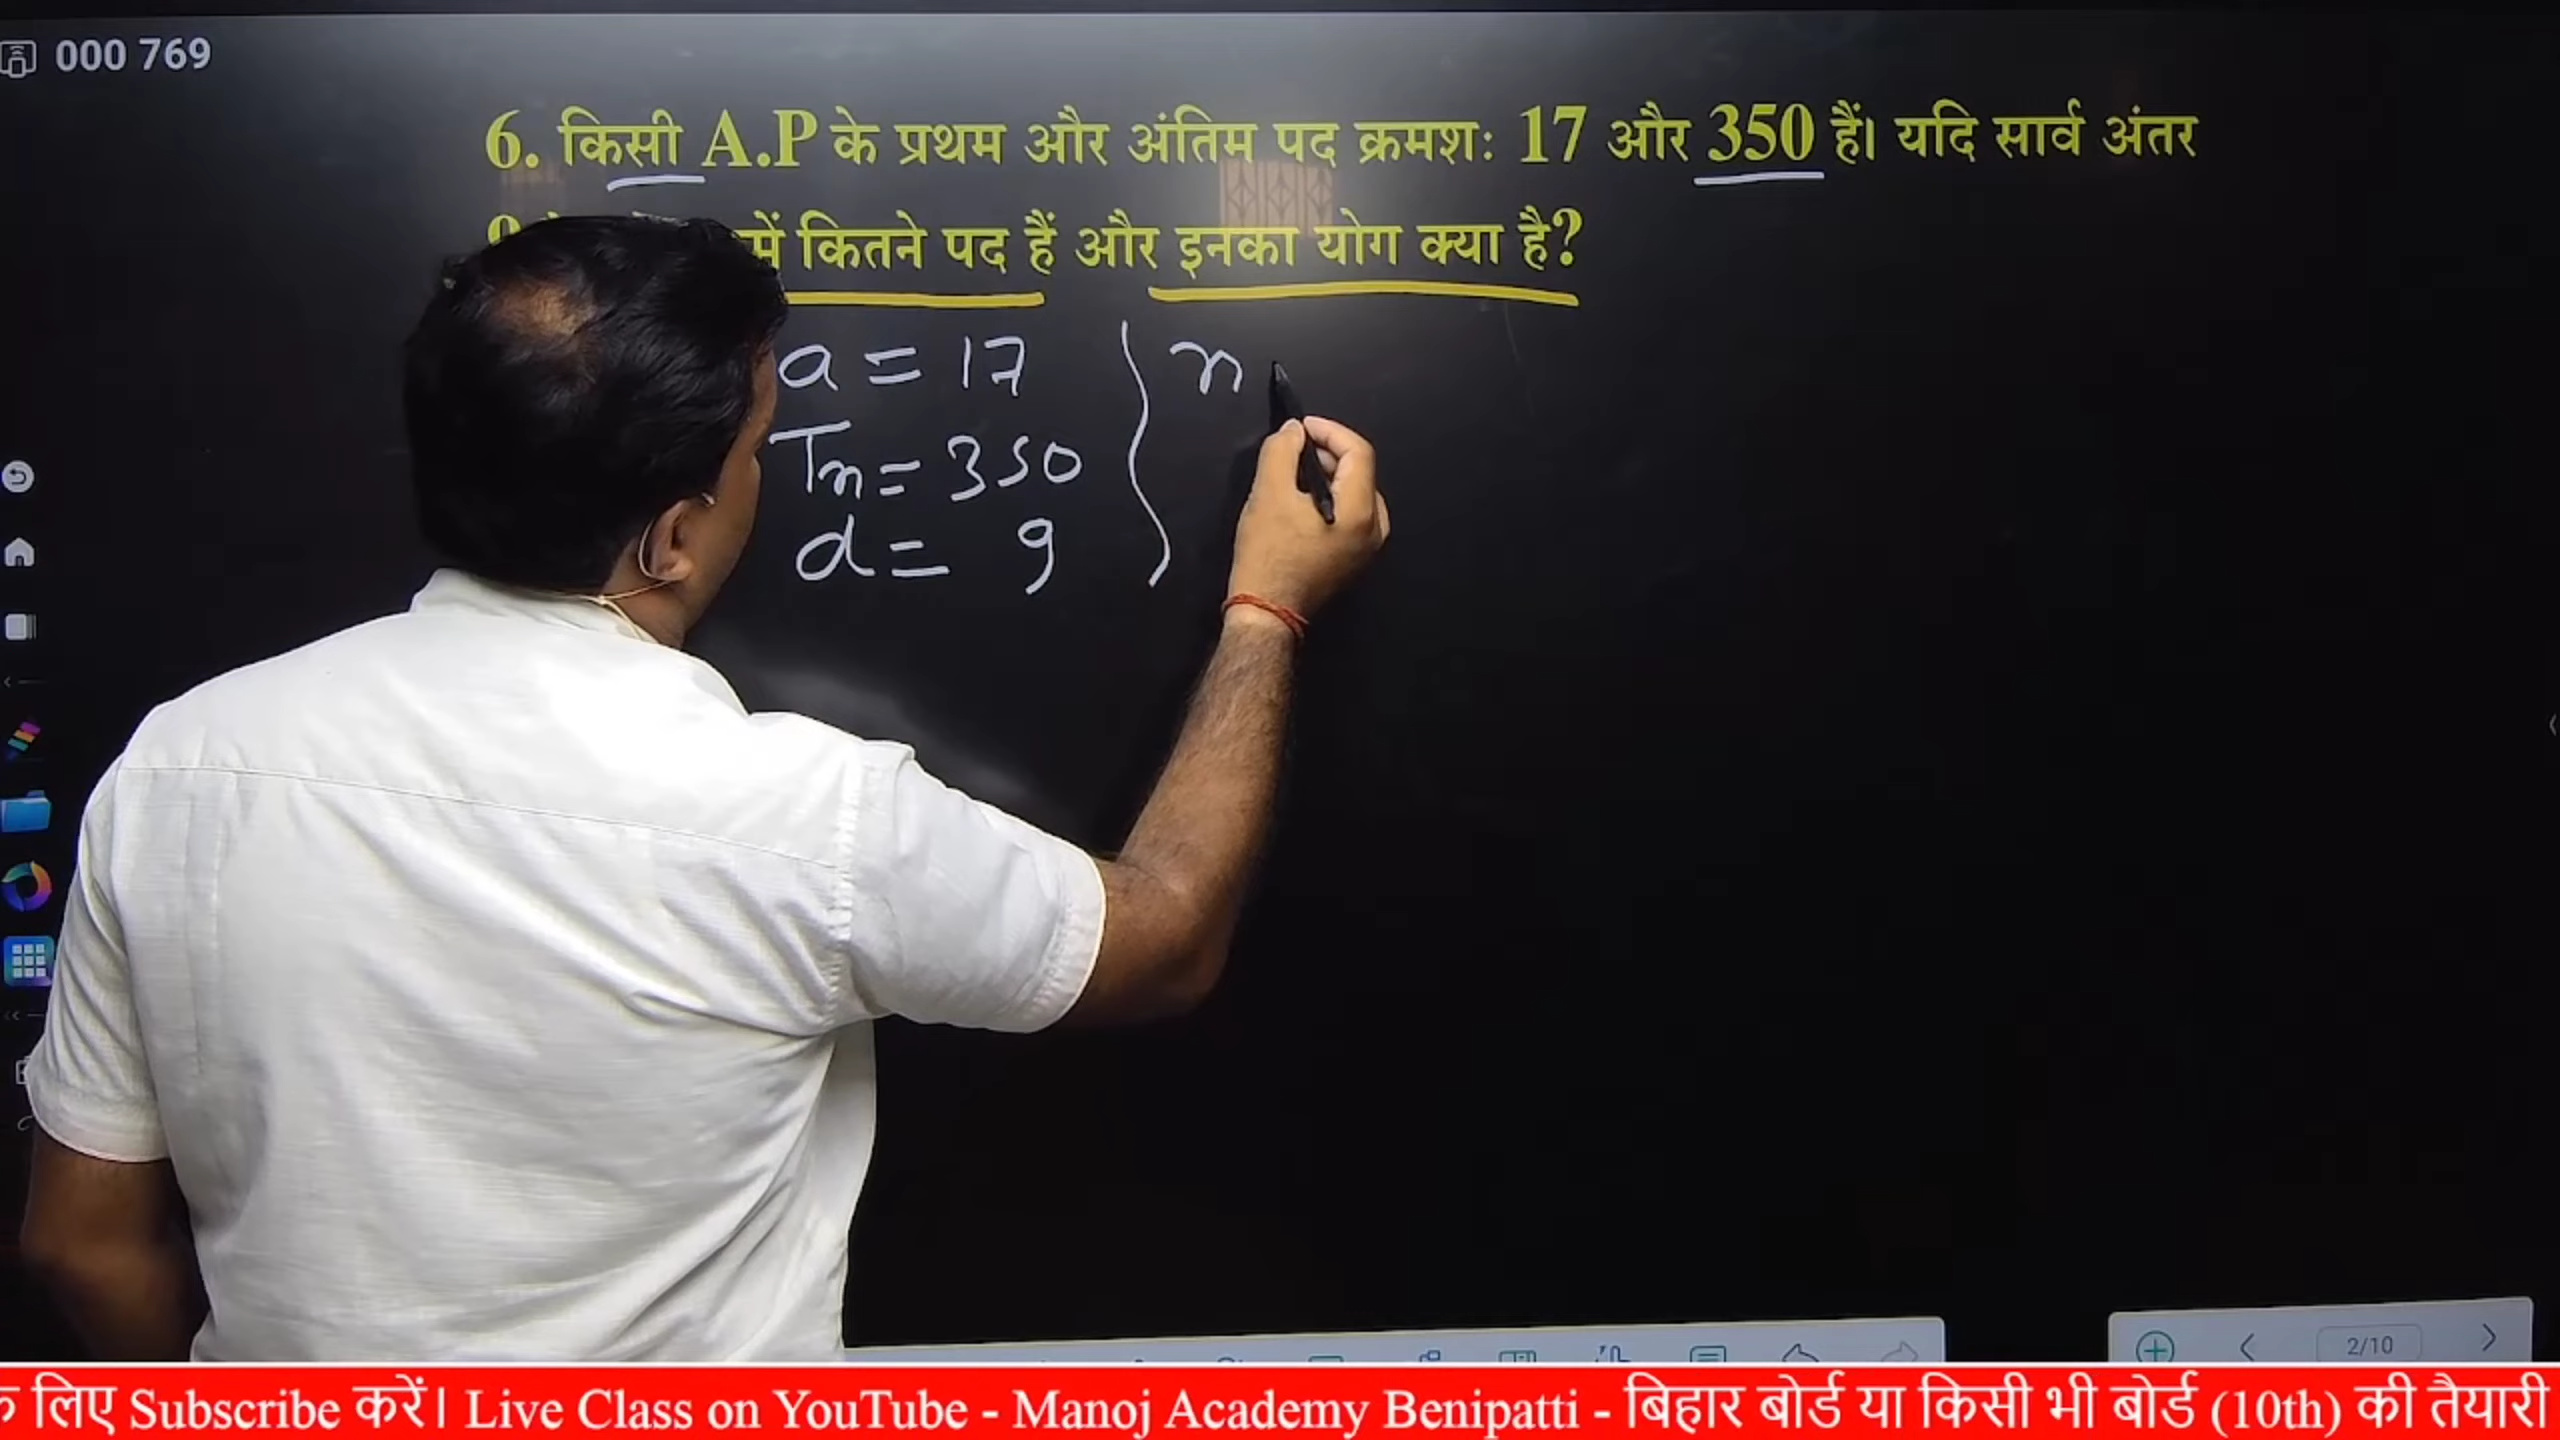 000 769
6. किसी A.P के प्रथम और अंतिम पद क्रमशः 17 और 350 हैं। यदि सार्व अंतर
में कितने पद हैं और इनका योग क्या है?
a = 17
n
Tn = 350
d = 9
2/10
लिए Subscribe करें। Live Class on YouTube - Manoj Academy Benipatti - बिहार बोर्ड या किसी भी बोर्ड (10th) की तैयारी